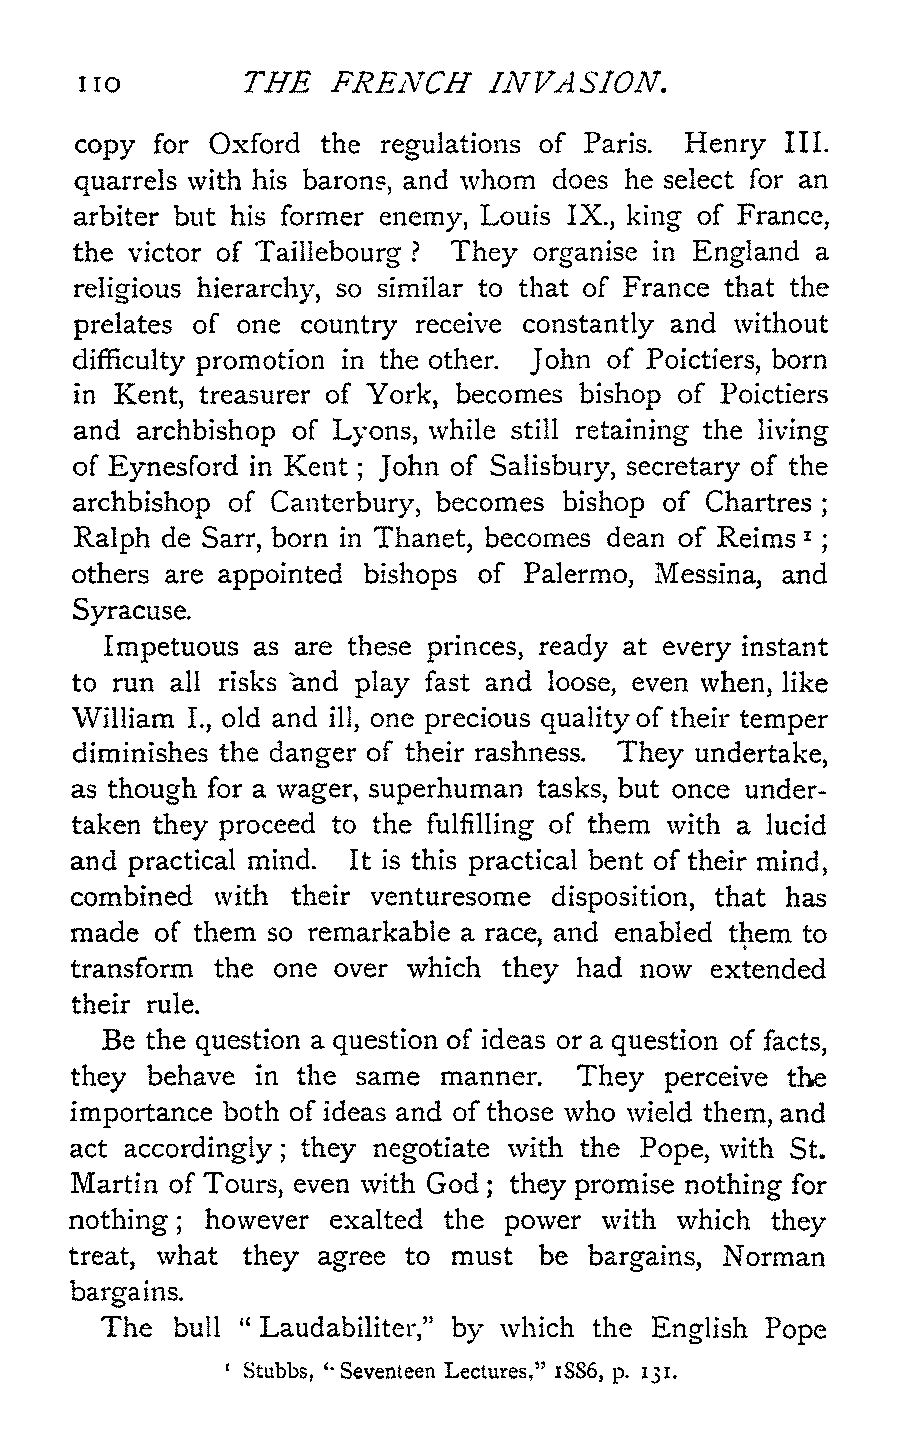 110 THE FRENCH INVASION.
copy for Oxford the regulations of Paris. Henry III.
quarrels with his barons, and whom does he select for an
arbiter but his former enemy, Louis IX., king of France,
the victor of Taillebourg ? They organise in England a
religious hierarchy, so similar to that of France that the
prelates of one country receive constantly and without
difficulty promotion in the other. John of Poictiers, born
in Kent, treasurer of York, becomes bishop of Poictiers
and archbishop of Lyons, while still retaining the living
of Eynesford in Kent ; John of Salisbury, secretary of the
archbishop of Canterbury, becomes bishop of Chartres ;
Ralph de Sarr, born in Thanet, becomes dean of Reims ¹ ;
others are appointed bishops of Palermo, Messina, and
Syracuse.
Impetuous as are these princes, ready at every instant
to run all risks and play fast and loose, even when, like
William I., old and ill, one precious quality of their temper
diminishes the danger of their rashness. They undertake,
as though for a wager, superhuman tasks, but once under-
taken they proceed to the fulfilling of them with a lucid
and practical mind. It is this practical bent of their mind,
combined with their venturesome disposition, that has
made of them so remarkable a race, and enabled them to
transform the one over which they had now extended
their rule.
Be the question a question of ideas or a question of facts,
they behave in the same manner. They perceive the
importance both of ideas and of those who wield them, and
act accordingly ; they negotiate with the Pope, with St.
Martin of Tours, even with God ; they promise nothing for
nothing ; however exalted the power with which they
treat, what they agree to must be bargains, Norman
bargains.
The bull “ Laudabiliter,” by which the English Pope
¹ Stubbs, “ Seventeen Lectures,” 1886, p. 131.